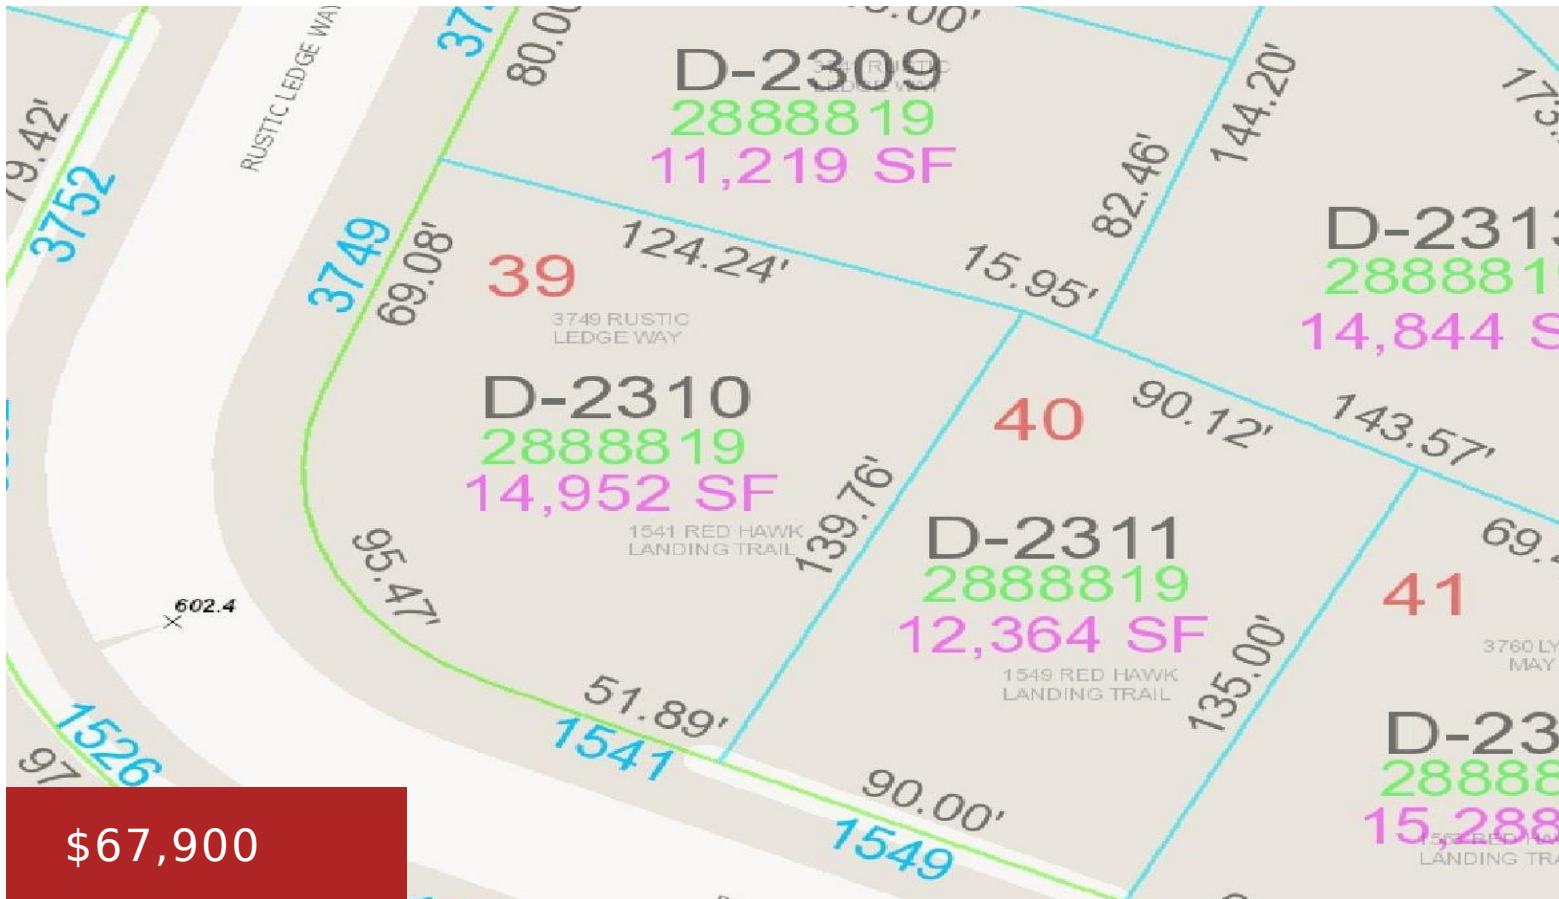 RUSTIC LEDGE WAY
80.00'
D-2309
2888819
11,219 SF
144.20'
82.46'
79.42'
3752
3749
69.08'
39
124.24'
15.95'
3749 RUSTIC
LEDGE WAY
D-2310
2888819
14,952 SF
1541 RED HAWK
LANDING TRAIL
139.76'
95.47'
51.89'
1541
602.4
40
90.12'
143.57'
D-2311
2888819
12,364 SF
1549 RED HAWK
LANDING TRAIL
135.00'
90.00'
1549
D-2313
14,844
41
1526
97
$67,900